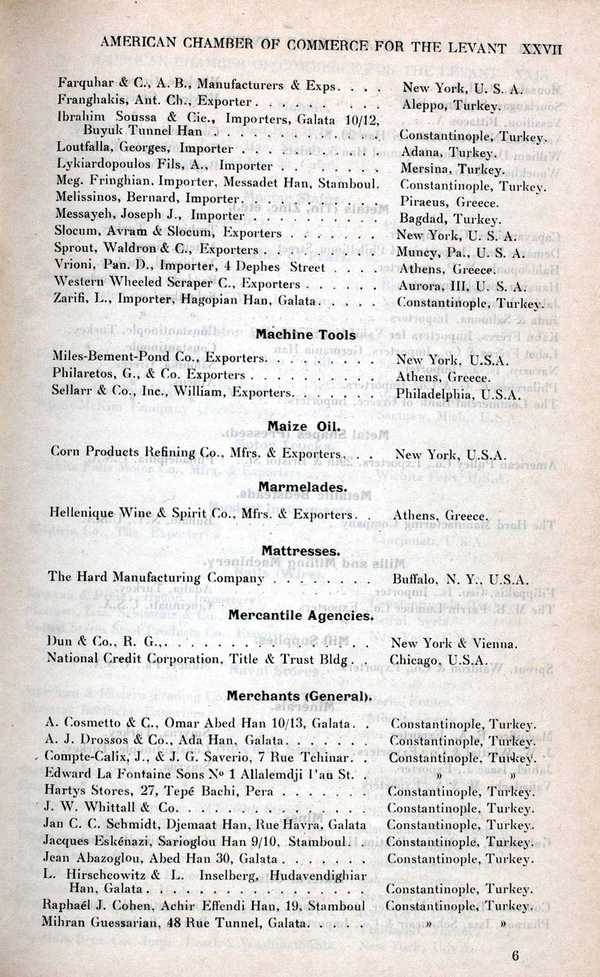 AMERICAN CHAMBER OF COMMERCE FOR THE LEVANT XXVII
Farquhar & C., A. B., Manufacturers & Exps. . . . New York, U. S. A.
Franghakis, Ant. Ch., Exporter . . . . . . . . Aleppo, Turkey.
Ibrahim Soussa & Cie., Importers, Galata 10/12,
Buyuk Tunnel Han . . . . . . . . . . . . Constantinople, Turkey.
Loutfalla, Georges, Importer . . . . . . . . . Adana, Turkey.
Lykiardopoulos Fils, A., Importer . . . . . . . Mersina, Turkey.
Meg. Fringhian, Importer, Messadet Han, Stamboul. Constantinople, Turkey.
Melissinos, Bernard, Importer. . . . . . . . . . Piraeus, Greece.
Messayeh, Joseph J., Importer . . . . . . . . . Bagdad, Turkey.
Slocum, Avram & Slocum, Exporters . . . . . . New York, U. S. A.
Sprout, Waldron & C., Exporters . . . . . . . . Muncy, Pa., U. S. A.
Vrioni, Pan. D., Importer, 4 Dephes Street . . . . Athens, Greece.
Western Wheeled Scraper C., Exporters . . . . . Aurora, III, U. S. A.
Zarifi, L., Importer, Hagopian Han, Galata. . . . Constantinople, Turkey.
Machine Tools
Miles-Bement-Pond Co., Exporters. . . . . . . . New York, U.S.A.
Philaretos, G., & Co. Exporters . . . . . . . . . Athens, Greece.
Sellarr & Co., Inc., William, Exporters. . . . . . Philadelphia, U.S.A.
Maize Oil.
Corn Products Refining Co., Mfrs. & Exporters. . . New York, U.S.A.
Marmelades.
Hellenique Wine & Spirit Co., Mfrs. & Exporters. . Athens, Greece.
Mattresses.
The Hard Manufacturing Company . . . . . . . . Buffalo, N. Y., U.S.A.
Mercantile Agencies.
Dun & Co., R. G.,. . . . . . . . . . . . . . New York & Vienna.
National Credit Corporation, Title & Trust Bldg. . . Chicago, U.S.A.
Merchants (General).
A. Cosmetto & C., Omar Abed Han 10/13, Galata. . Constantinople, Turkey.
A. J. Drossos & Co., Ada Han, Galata. . . . . . . Constantinople, Turkey.
Compte-Calix, J., & J. G. Saverio, 7 Rue Tchinar. . Constantinople, Turkey.
Edward La Fontaine Sons Nº 1 Allalemdji l'an St. . » »
Hartys Stores, 27, Tepé Bachi, Pera . . . . . . . Constantinople, Turkey.
J. W. Whittall & Co. . . . . . . . . . . . . . . Constantinople, Turkey.
Jan C. C. Schmidt, Djemaat Han, Rue Havra, Galata Constantinople, Turkey.
Jacques Eskénazi, Sarioglou Han 9/10, Stamboul. . Constantinople, Turkey.
Jean Abazoglou, Abed Han 30, Galata . . . . . . . Constantinople, Turkey.
L. Hirschcowitz & L. Inselberg, Hudavendighiar
Han, Galata . . . . . . . . . . . . . . . . Constantinople, Turkey.
Raphaél J. Cohen, Achir Effendi Han, 19, Stamboul Constantinople, Turkey.
Mihran Guessarian, 48 Rue Tunnel, Galata. . . . . » »
6